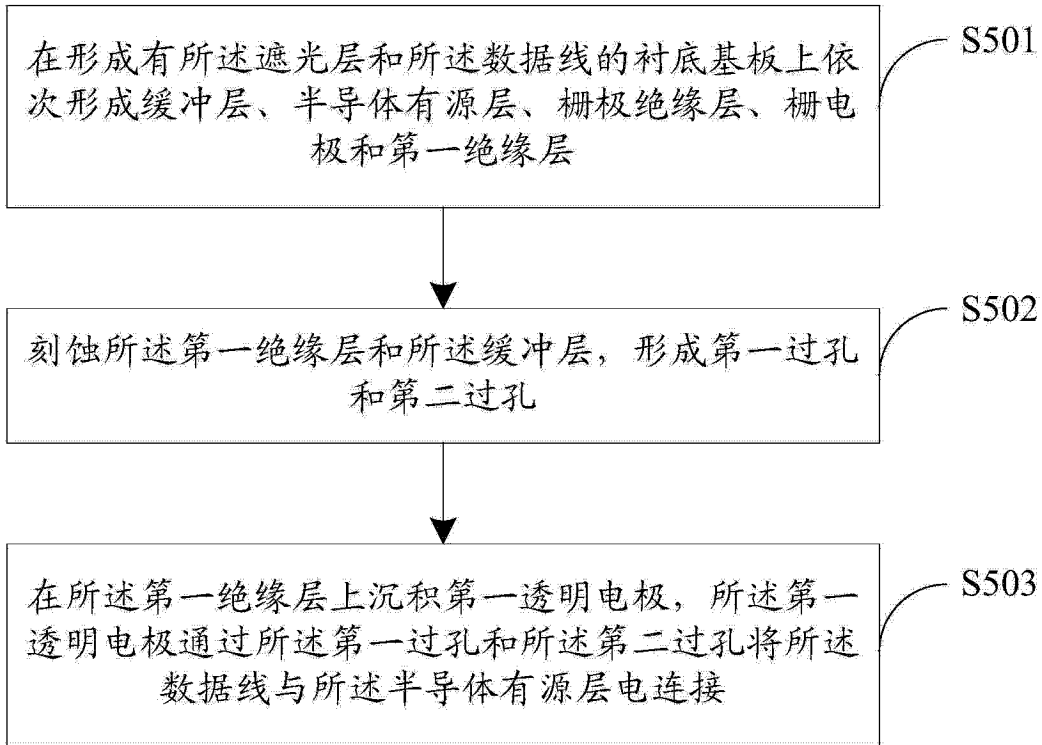 在形成有所述遮光层和所述数据线的衬底基板上依
次形成缓冲层、半导体有源层、栅极绝缘层、栅电
极和第一绝缘层
S501
刻蚀所述第一绝缘层和所述缓冲层，形成第一过孔
和第二过孔
S502
在所述第一绝缘层上沉积第一透明电极，所述第一
透明电极通过所述第一过孔和所述第二过孔将所述
数据线与所述半导体有源层电连接
S503